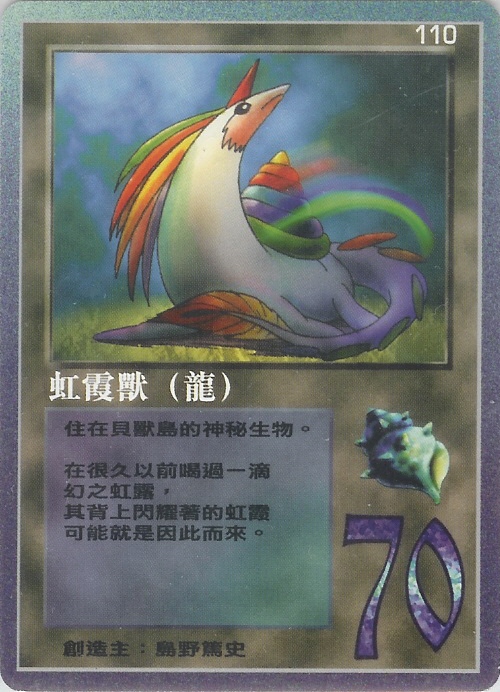 110
虹霞獸（龍）
住在貝獸島的神秘生物。
在很久以前喝過一滴
幻之虹露，
其背上閃耀著的虹霞
可能就是因此而來。
70
創造主：島野篤史